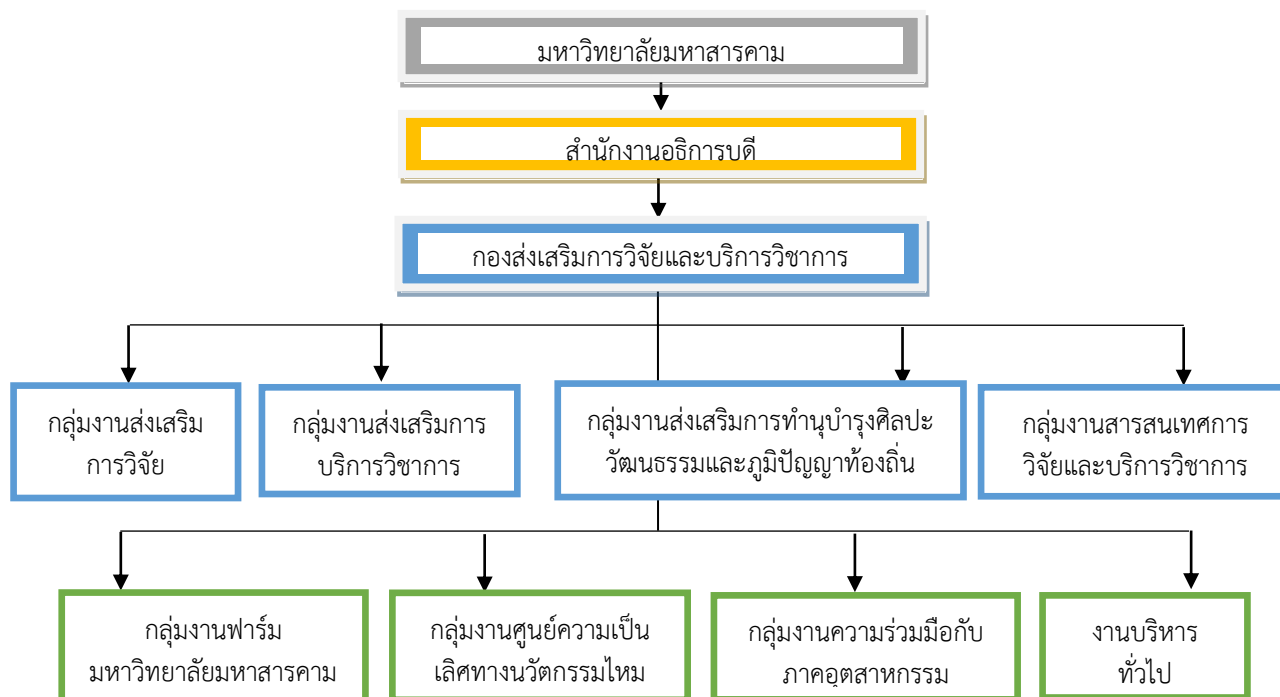 มหาวิทยาลัยมหาสารคาม
สำนักงานอธิการบดี
กองส่งเสริมการวิจัยและบริการวิชาการ
กลุ่มงานส่งเสริม
การวิจัย
กลุ่มงานส่งเสริมการ
บริการวิชาการ
กลุ่มงานส่งเสริมการทำนุบำรุงศิลปะ
วัฒนธรรมและภูมิปัญญาท้องถิ่น
กลุ่มงานสารสนเทศการ
วิจัยและบริการวิชาการ
กลุ่มงานฟาร์ม
มหาวิทยาลัยมหาสารคาม
กลุ่มงานศูนย์ความเป็น
เลิศทางนวัตกรรมไหม
กลุ่มงานความร่วมมือกับ
ภาคอุตสาหกรรม
งานบริหาร
ทั่วไป